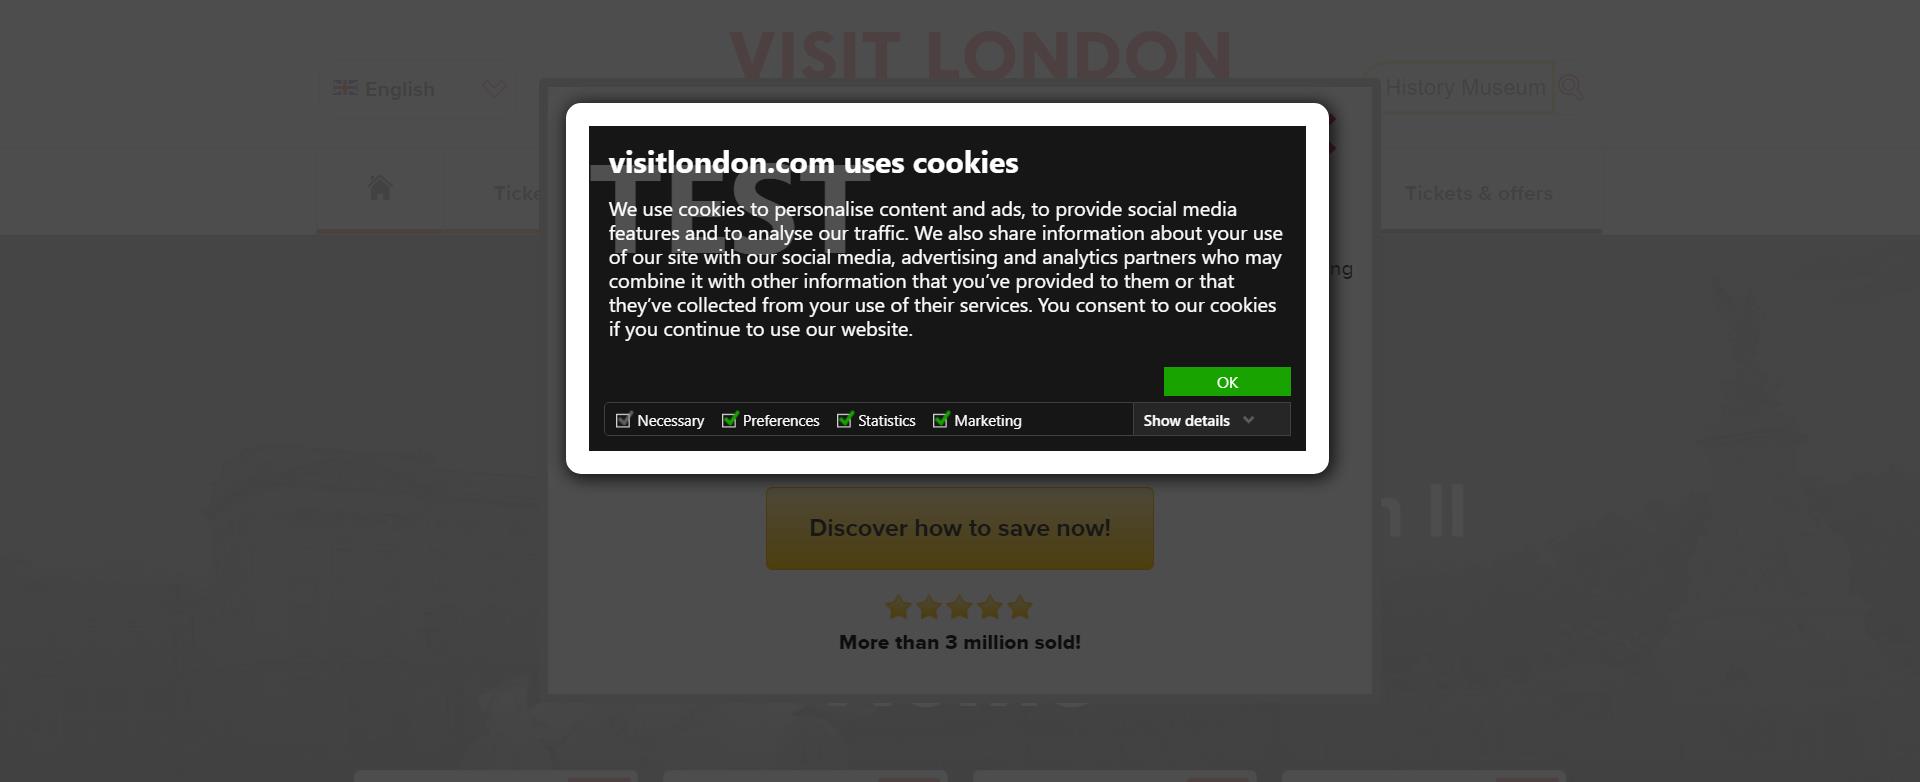 VISIT LONDON
English
History Museum
Tickets & offers
visitlondon.com uses cookies
TEST
We use cookies to personalise content and ads, to provide social media
features and to analyse our traffic. We also share information about your use
of our site with our social media, advertising and analytics partners who may
combine it with other information that you've provided to them or that
they've collected from your use of their services. You consent to our cookies
if you continue to use our website.
OK
Necessary Preferences Statistics Marketing Show details
Discover how to save now!
More than 3 million sold!